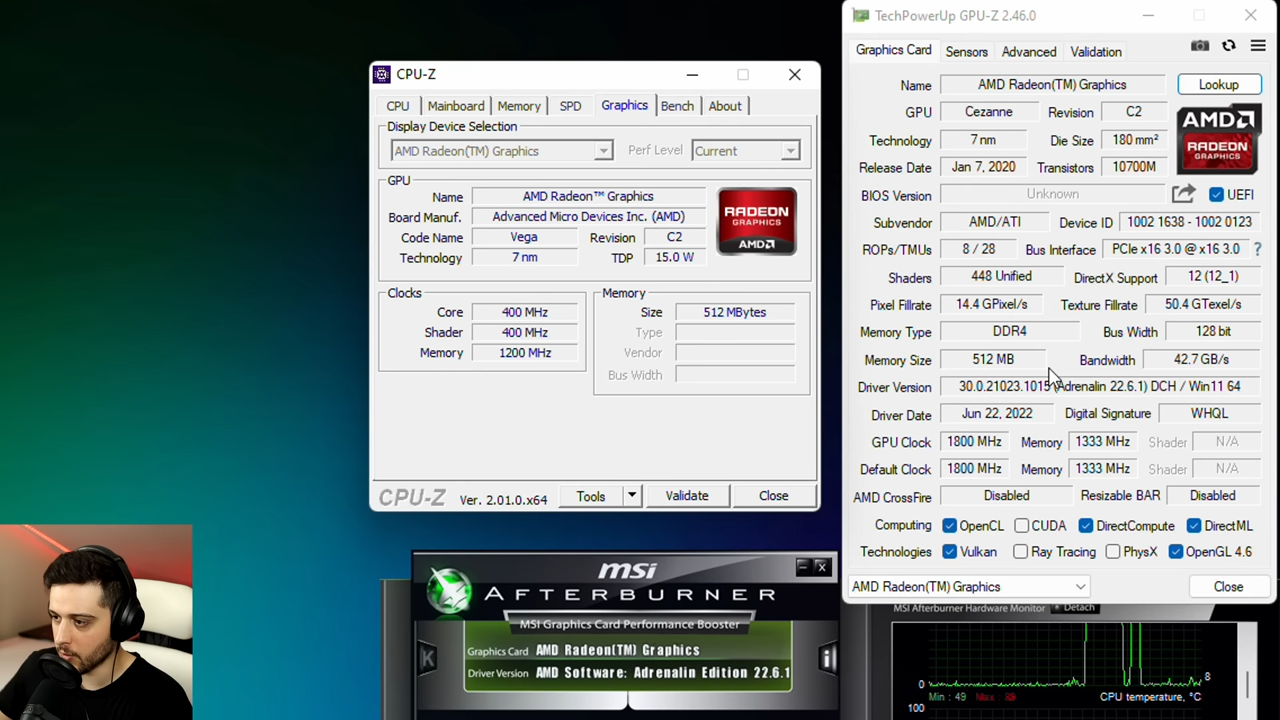 CPU-Z
CPU Mainboard Memory SPD Graphics Bench About
Display Device Selection
AMD Radeon(TM) Graphics Perf Level Current
GPU
Name AMD Radeon™ Graphics
Board Manuf. Advanced Micro Devices Inc. (AMD)
Code Name Vega Revision C2
Technology 7 nm TDP 15.0 W
RADEON
GRAPHICS
AMD
Clocks
Core 400 MHz
Shader 400 MHz
Memory 1200 MHz
Memory
Size 512 MBytes
Type
Vendor
Bus Width
CPU-Z Ver. 2.01.0.x64 Tools Validate Close
TechPowerUp GPU-Z 2.46.0
Graphics Card Sensors Advanced Validation
Name AMD Radeon(TM) Graphics Lookup
GPU Cezanne Revision C2
Technology 7 nm Die Size 180 mm²
Release Date Jan 7, 2020 Transistors 10700M
AMD
RADEON
GRAPHICS
BIOS Version Unknown UEFI
Subvendor AMD/ATI Device ID 1002 1638 - 1002 0123
ROPs/TMUs 8 / 28 Bus Interface PCIe x16 3.0 @ x16 3.0 ?
Shaders 448 Unified DirectX Support 12 (12_1)
Pixel Fillrate 14.4 GPixel/s Texture Fillrate 50.4 GTexel/s
Memory Type DDR4 Bus Width 128 bit
Memory Size 512 MB Bandwidth 42.7 GB/s
Driver Version 30.0.21023.1015 (Adrenalin 22.6.1) DCH / Win11 64
Driver Date Jun 22, 2022 Digital Signature WHQL
GPU Clock 1800 MHz Memory 1333 MHz Shader N/A
Default Clock 1800 MHz Memory 1333 MHz Shader N/A
AMD CrossFire Disabled Resizable BAR Disabled
Computing OpenCL CUDA DirectCompute DirectML
Technologies Vulkan Ray Tracing PhysX OpenGL 4.6
AMD Radeon(TM) Graphics Close
msi
AFTERBURNER
MSI Graphics Card Performance Booster
K
Graphics Card AMD Radeon(TM) Graphics
Driver Version AMD Software: Adrenalin Edition 22.6.1
i
MSI Afterburner Hardware Monitor Detach
0
8
Min : 49 CPU temperature, °C
100